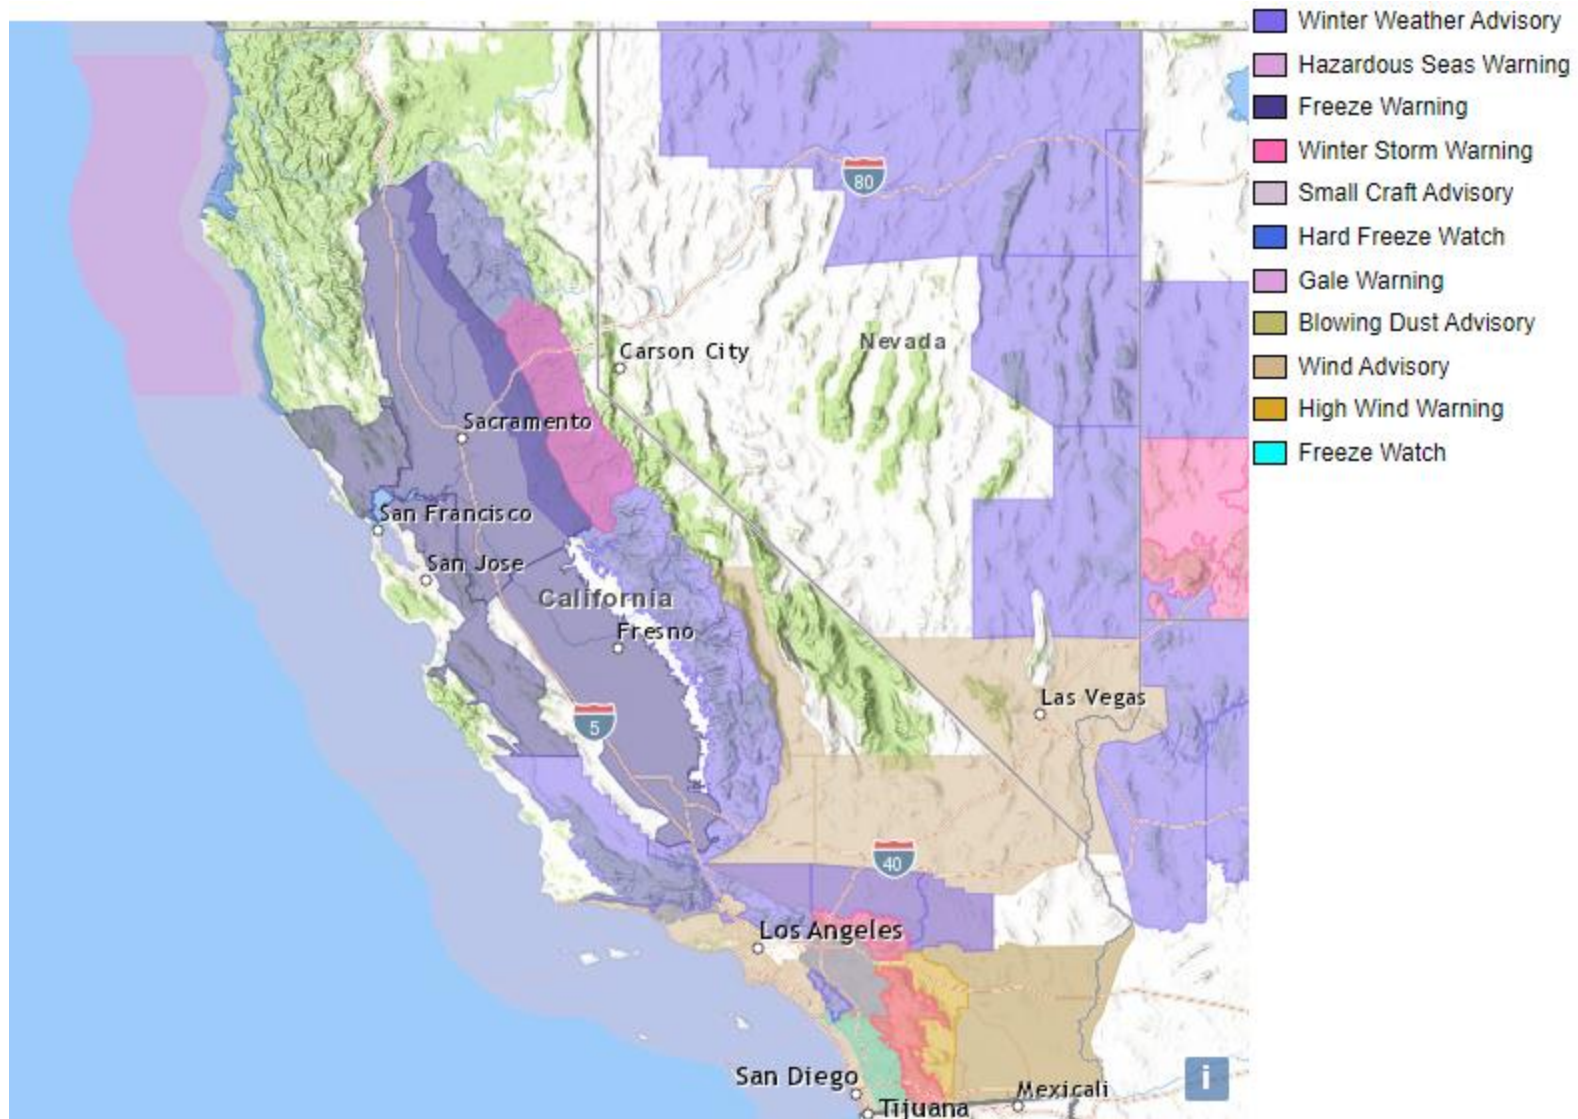 Winter Weather Advisory
Hazardous Seas Warning
Freeze Warning
Winter Storm Warning
Small Craft Advisory
Hard Freeze Watch
Gale Warning
Blowing Dust Advisory
Wind Advisory
High Wind Warning
Freeze Watch
80
Carson City
Nevada
Sacramento
San Francisco
San Jose
California
Fresno
Las Vegas
5
40
Los Angeles
San Diego
Mexicali
Tijuana
i